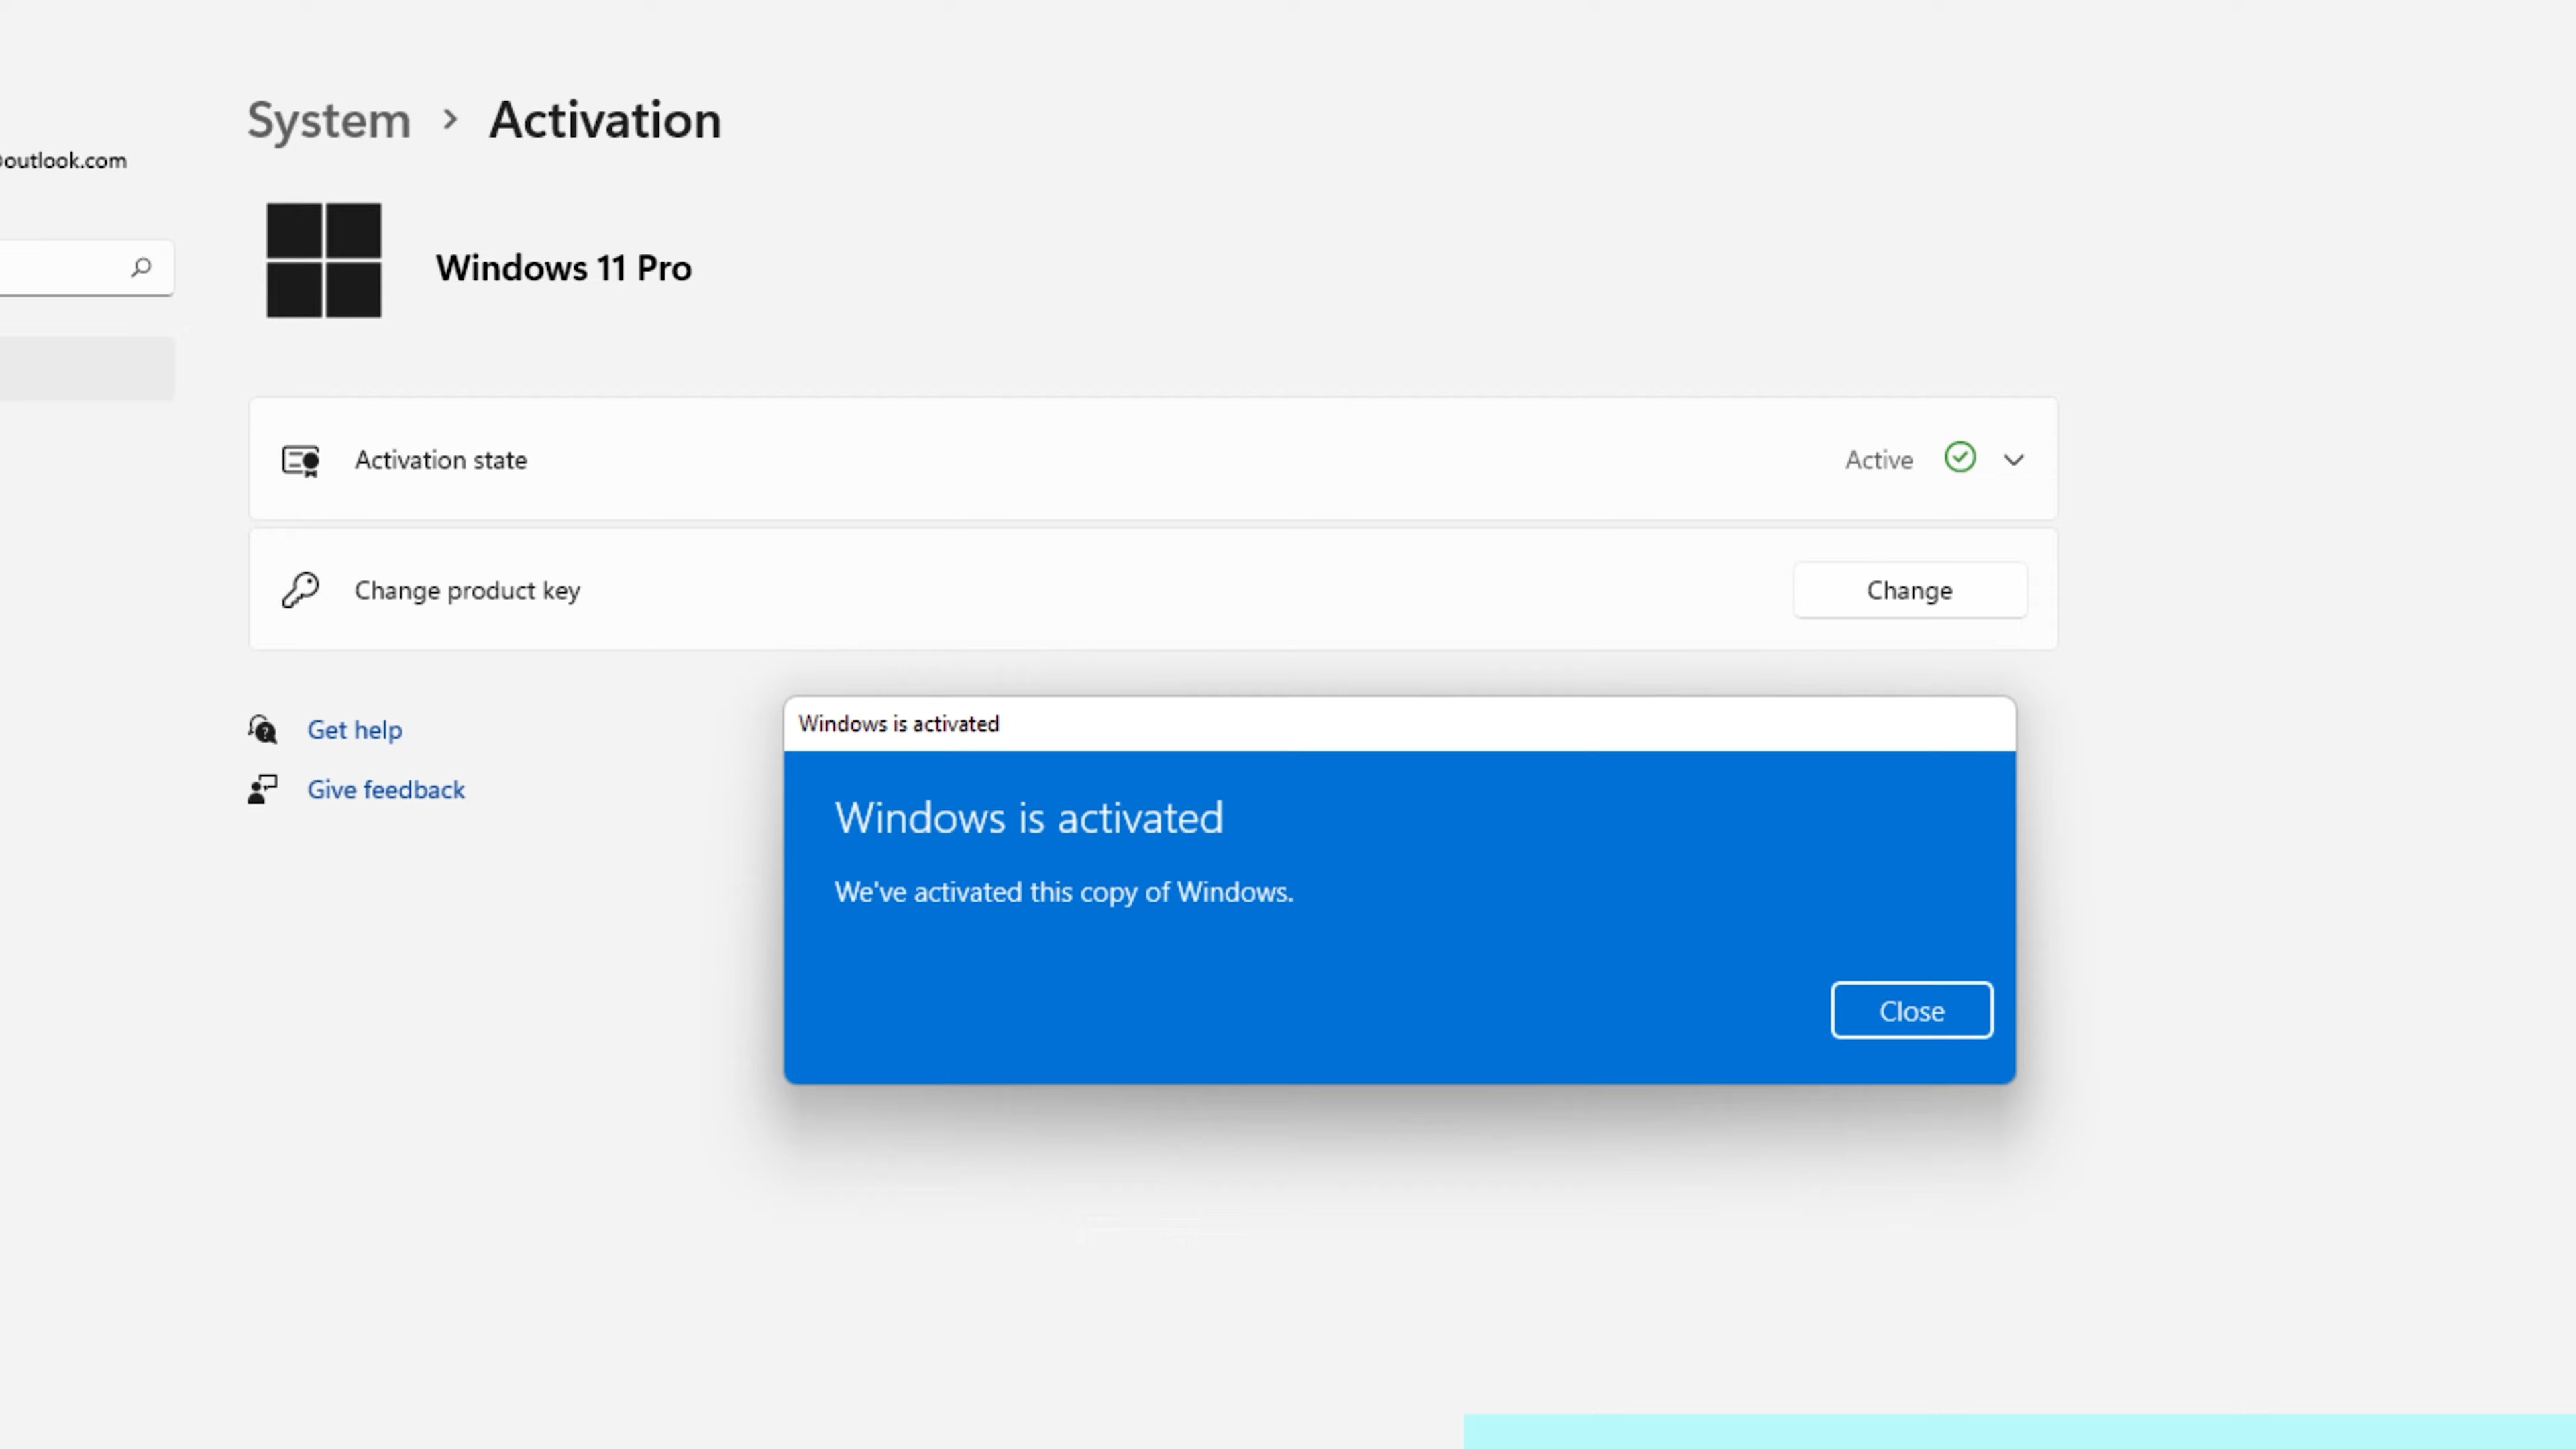 System > Activation
outlook.com
Windows 11 Pro
Activation state
Active
Change product key
Change
Get help
Give feedback
Windows is activated
Windows is activated
We've activated this copy of Windows.
Close